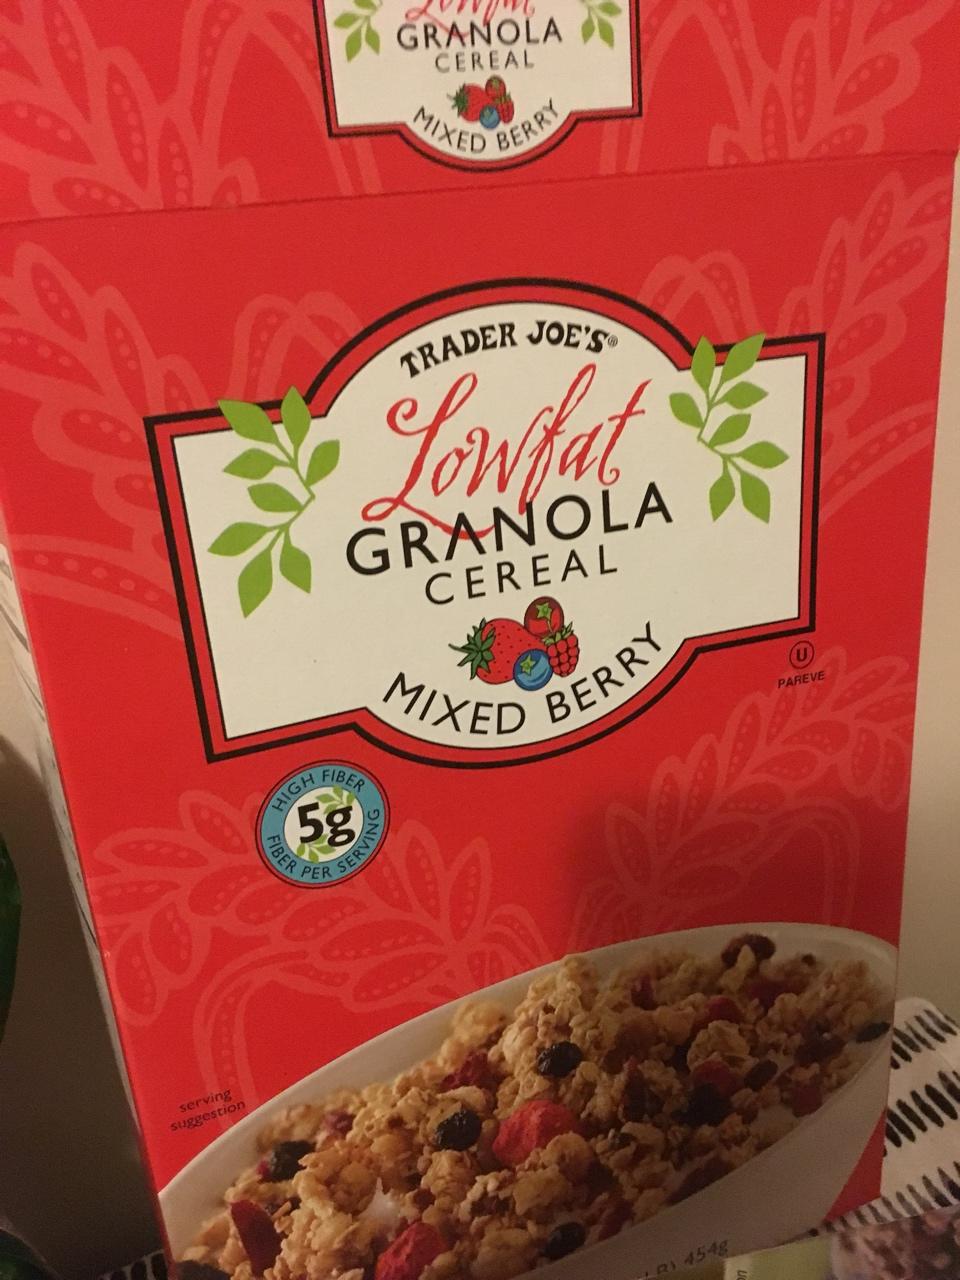 Lowfat
GRANOLA
CEREAL
MIXED BERRY
TRADER JOE'S®
Lowfat
GRANOLA
CEREAL
MIXED BERRY
U
PAREVE
HIGH FIBER
5g
FIBER PER SERVING
serving
suggestion
454g